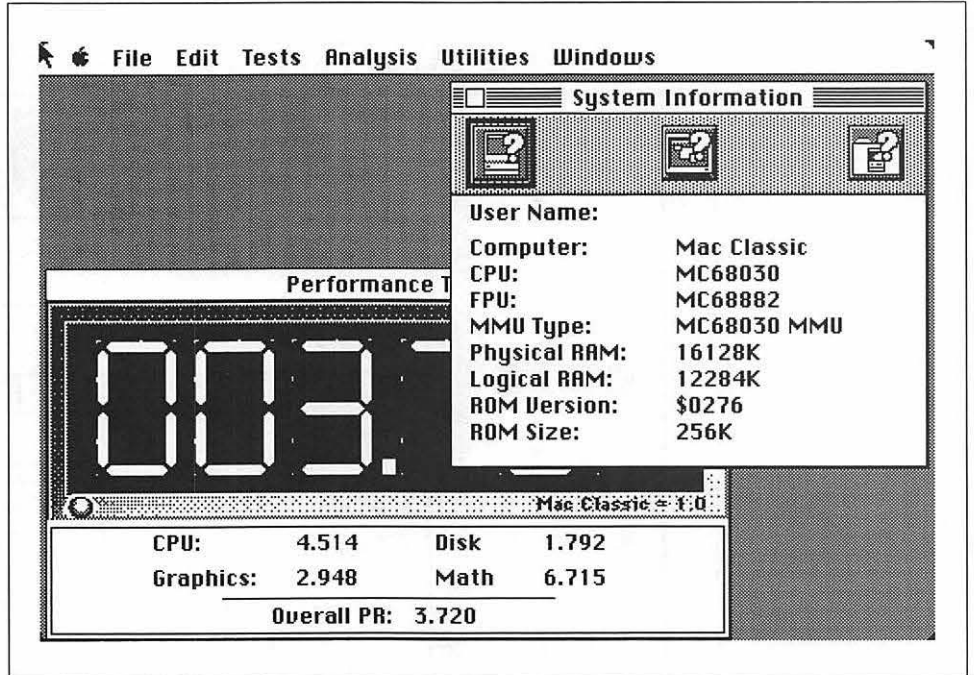 File Edit Tests Analysis Utilities Windows
System Information
User Name:
Computer: Mac Classic
CPU: MC68030
FPU: MC68882
MMU Type: MC68030 MMU
Physical RAM: 16128K
Logical RAM: 12284K
ROM Version: $0276
ROM Size: 256K
Performance
003.
Mac Classic = 1.0
CPU: 4.514 Disk 1.792
Graphics: 2.948 Math 6.715
Overall PR: 3.720